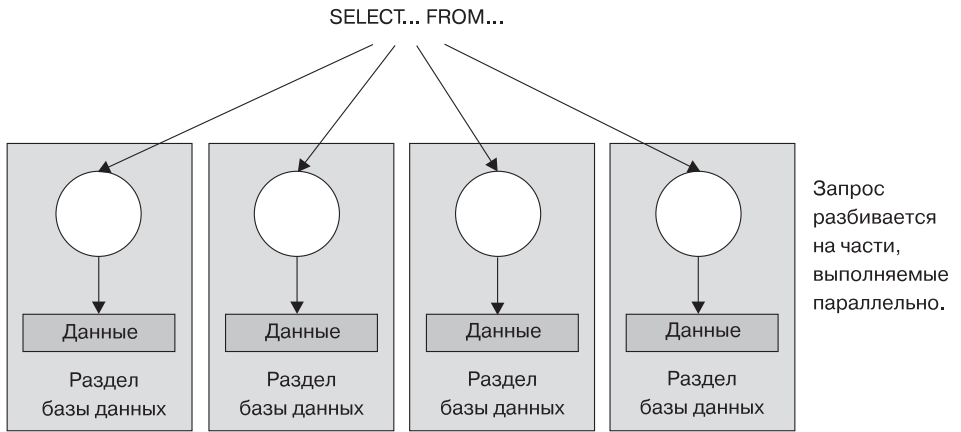 SELECT... FROM...
Запрос
разбивается
на части,
выполняемые
параллельно.
Данные
Данные
Данные
Данные
Раздел
базы данных
Раздел
базы данных
Раздел
базы данных
Раздел
базы данных